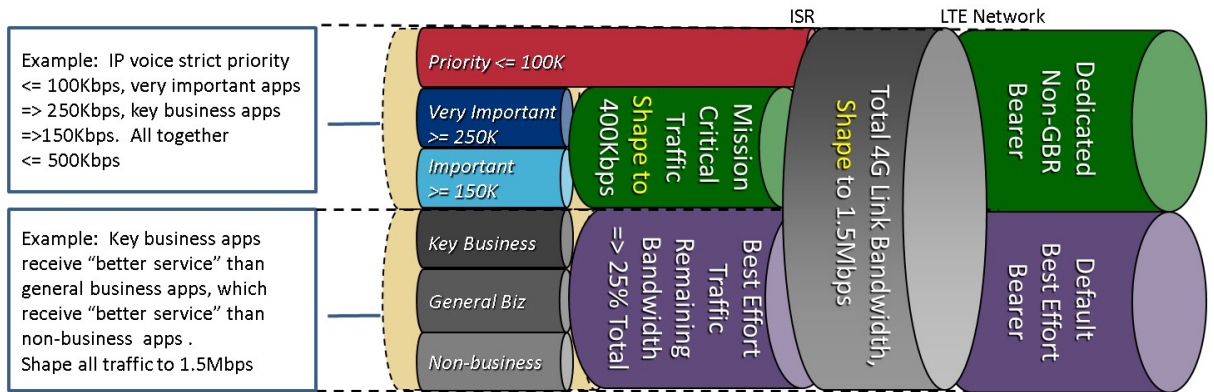 ISR
LTE Network
Example:  IP voice strict priority
<= 100Kbps, very important apps
=> 250Kbps, key business apps
=>150Kbps.  All together
<= 500Kbps
Priority <= 100K
Very Important
>= 250K
Important
>= 150K
Mission
Critical
Traffic
Shape to
400Kbps
Total 4G Link Bandwidth,
Shape to 1.5Mbps
Dedicated
Non-GBR
Bearer
Example:  Key business apps
receive “better service” than
general business apps, which
receive “better service” than
non-business  apps .
Shape all traffic to 1.5Mbps
Key Business
General Biz
Non-business
Best Effort
Traffic
Remaining
Bandwidth
=> 25% Total
Default
Best Effort
Bearer